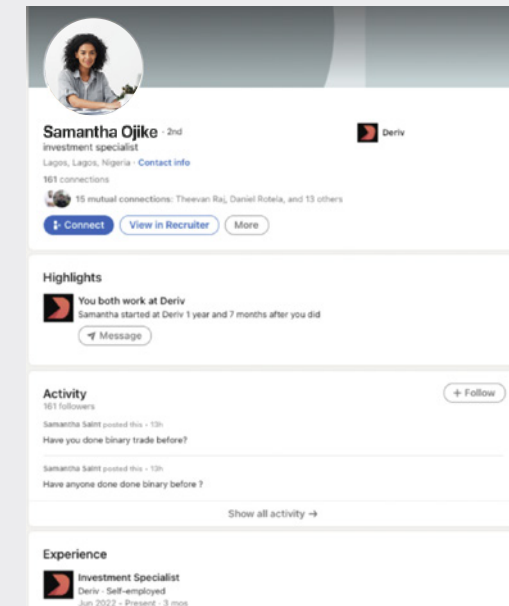 Samantha Ojike · 2nd
investment specialist
Deriv
Lagos, Lagos, Nigeria · Contact info
161 connections
15 mutual connections: Theevan Raj, Daniel Rotela, and 13 others
Connect
View in Recruiter
More
Highlights
You both work at Deriv
Samantha started at Deriv 1 year and 7 months after you did
Message
Activity
161 followers
+ Follow
Samantha Saint posted this • 13h
Have you done binary trade before?
Samantha Saint posted this • 13h
Have anyone done done binary before ?
Show all activity →
Experience
Investment Specialist
Deriv · Self-employed
Jun 2022 - Present · 3 mos